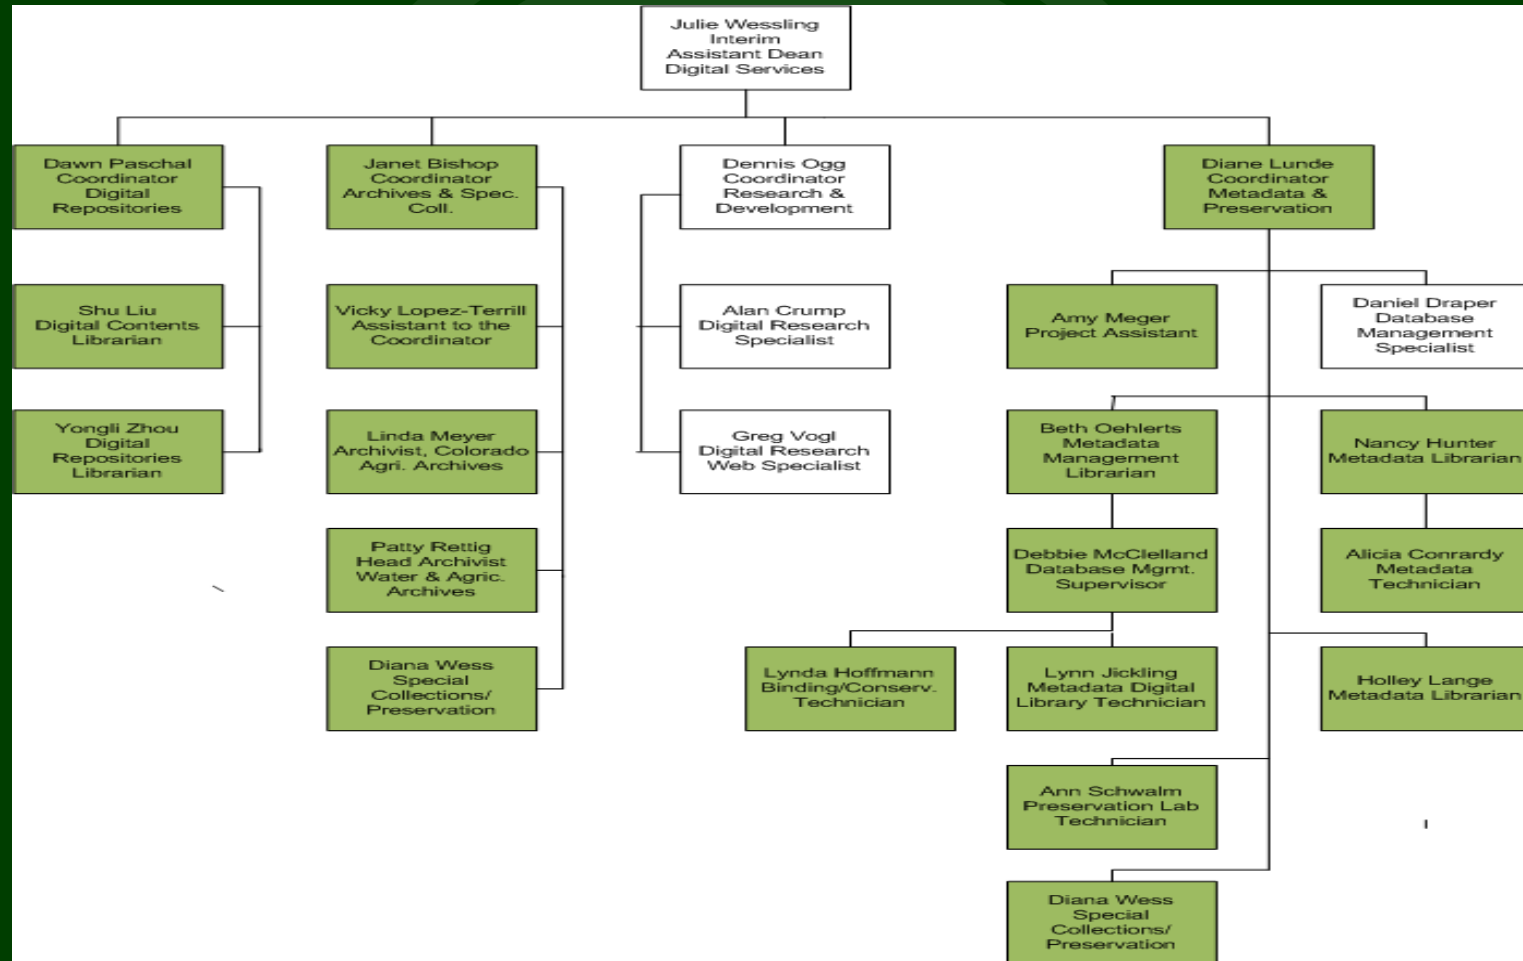 Julie Wessling
Interim
Assistant Dean
Digital Services
Dawn Paschal
Coordinator
Digital
Repositories
Janet Bishop
Coordinator
Archives & Spec.
Coll.
Dennis Ogg
Coordinator
Research &
Development
Diane Lunde
Coordinator
Metadata &
Preservation
Shu Liu
Digital Contents
Librarian
Vicky Lopez-Terrill
Assistant to the
Coordinator
Alan Crump
Digital Research
Specialist
Amy Meger
Project Assistant
Daniel Draper
Database
Management
Specialist
Yongli Zhou
Digital
Repositories
Librarian
Linda Meyer
Archivist, Colorado
Agri. Archives
Greg Vogl
Digital Research
Web Specialist
Beth Oehlerts
Metadata
Management
Librarian
Nancy Hunter
Metadata Librarian
Patty Rettig
Head Archivist
Water & Agric.
Archives
Debbie McClelland
Database Mgmt.
Supervisor
Alicia Conrardy
Metadata
Technician
Diana Wess
Special
Collections/
Preservation
Lynda Hoffmann
Binding/Conserv.
Technician
Lynn Jickling
Metadata Digital
Library Technician
Holley Lange
Metadata Librarian
Ann Schwalm
Preservation Lab
Technician
Diana Wess
Special
Collections/
Preservation